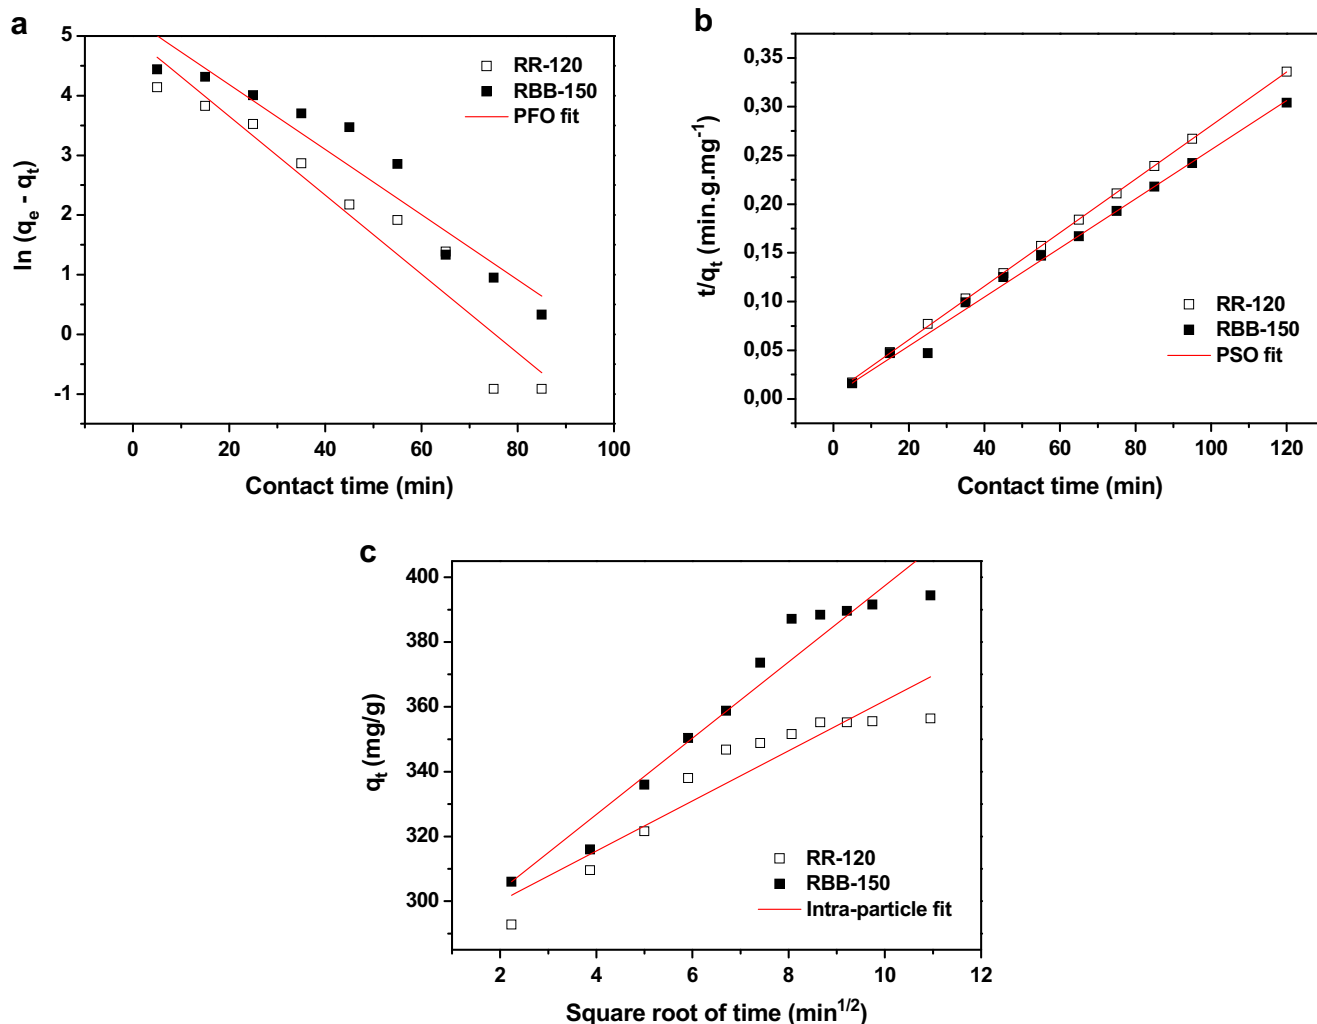 a
5
4
3
2
1
0
-1
ln (qₑ - qₜ)
RR-120
RBB-150
PFO fit
0 20 40 60 80 100
Contact time (min)
b
0,35
0,30
0,25
0,20
0,15
0,10
0,05
0,00
t/qₜ (min.g.mg⁻¹)
RR-120
RBB-150
PSO fit
0 20 40 60 80 100 120
Contact time (min)
c
400
380
360
340
320
300
qₜ (mg/g)
RR-120
RBB-150
Intra-particle fit
2 4 6 8 10 12
Square root of time (min¹ᐟ²)